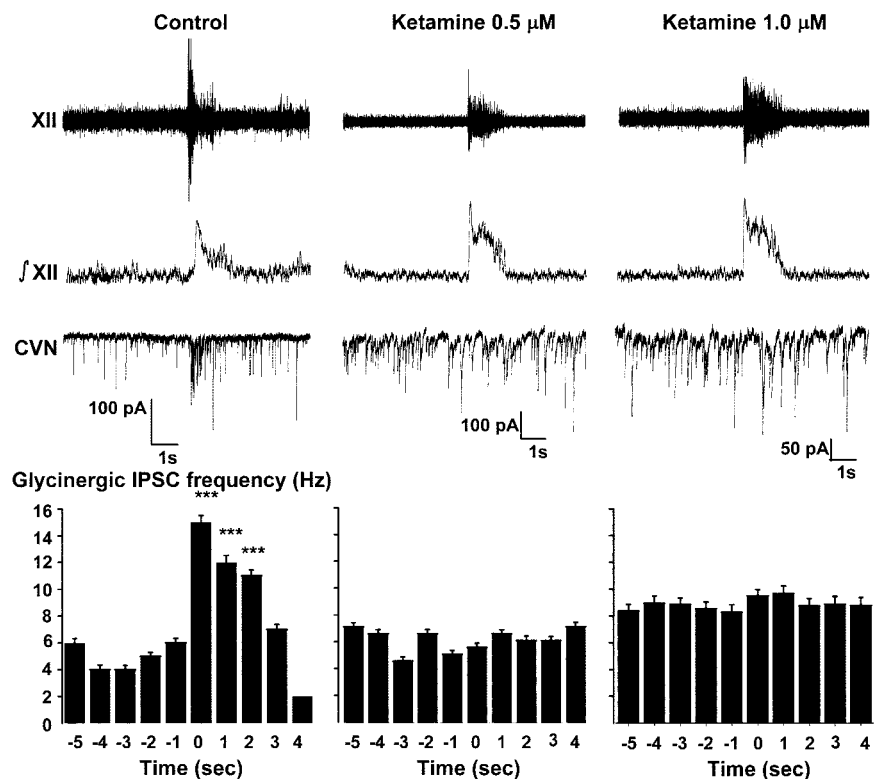 Control Ketamine 0.5 μM Ketamine 1.0 μM
XII
∫ XII
CVN
100 pA
1s
100 pA
1s
50 pA
1s
Glycinergic IPSC frequency (Hz)
***
***
***
16
14
12
10
8
6
4
2
0
-5 -4 -3 -2 -1 0 1 2 3 4
-5 -4 -3 -2 -1 0 1 2 3 4
-5 -4 -3 -2 -1 0 1 2 3 4
Time (sec) Time (sec) Time (sec)